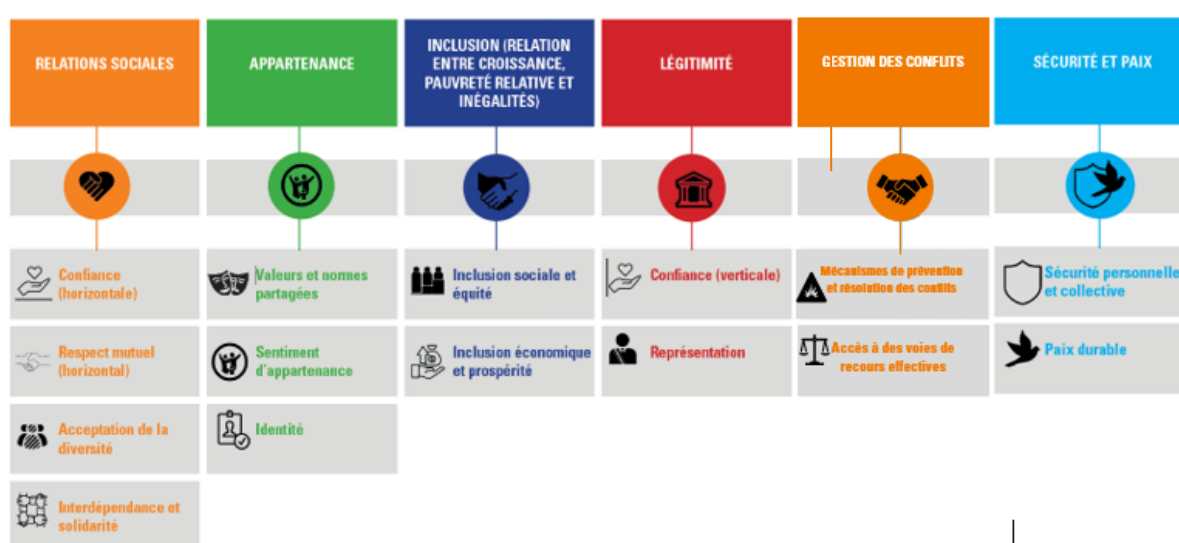 RELATIONS SOCIALES
APPARTENANCE
INCLUSION (RELATION
ENTRE CROISSANCE,
PAUVRETÉ RELATIVE ET
INÉGALITÉS)
LÉGITIMITÉ
GESTION DES CONFLITS
SÉCURITÉ ET PAIX
Confiance
(horizontale)
Respect mutuel
(horizontal)
Acceptation de la
diversité
Interdépendance et
solidarité
Valeurs et normes
partagées
Sentiment
d'appartenance
Identité
Inclusion sociale et
équité
Inclusion économique
et prospérité
Confiance (verticale)
Représentation
Mécanismes de prévention
et résolution des conflits
Accès à des voies de
recours effectives
Sécurité personnelle
et collective
Paix durable